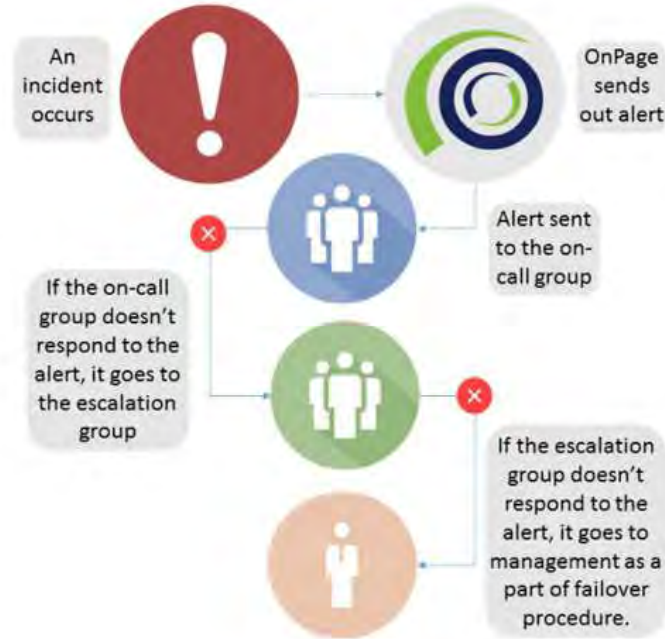 An
incident
occurs
OnPage
sends
out alert
Alert sent
to the on-
call group
If the on-call
group doesn't
respond to the
alert, it goes to
the escalation
group
If the escalation
group doesn't
respond to the
alert, it goes to
management as a
part of failover
procedure.